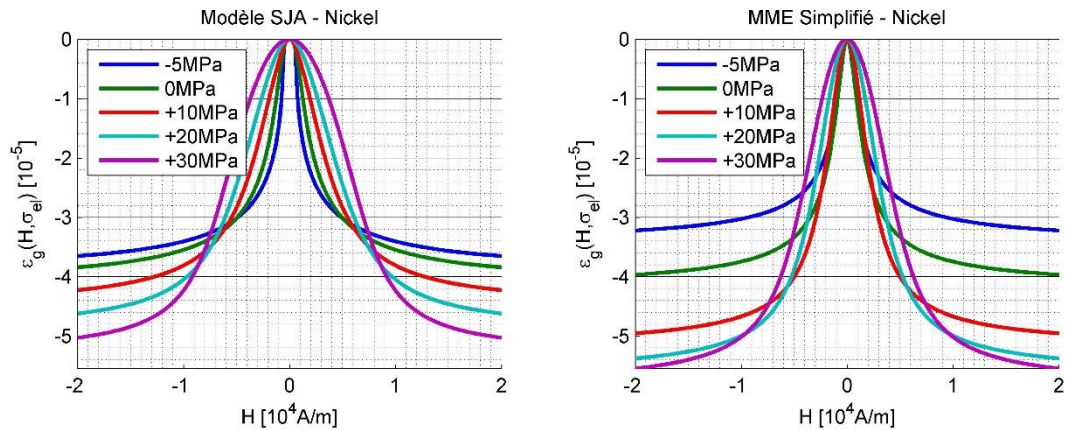 Modèle SJA - Nickel
0
-1
-2
-3
-4
-5
-5MPa
0MPa
+10MPa
+20MPa
+30MPa
εg(H,σel) [10-5]
-2
-1
0
1
2
H [10⁴A/m]
MME Simplifié - Nickel
0
-1
-2
-3
-4
-5
-5MPa
0MPa
+10MPa
+20MPa
+30MPa
εg(H,σel) [10-5]
-2
-1
0
1
2
H [10⁴A/m]